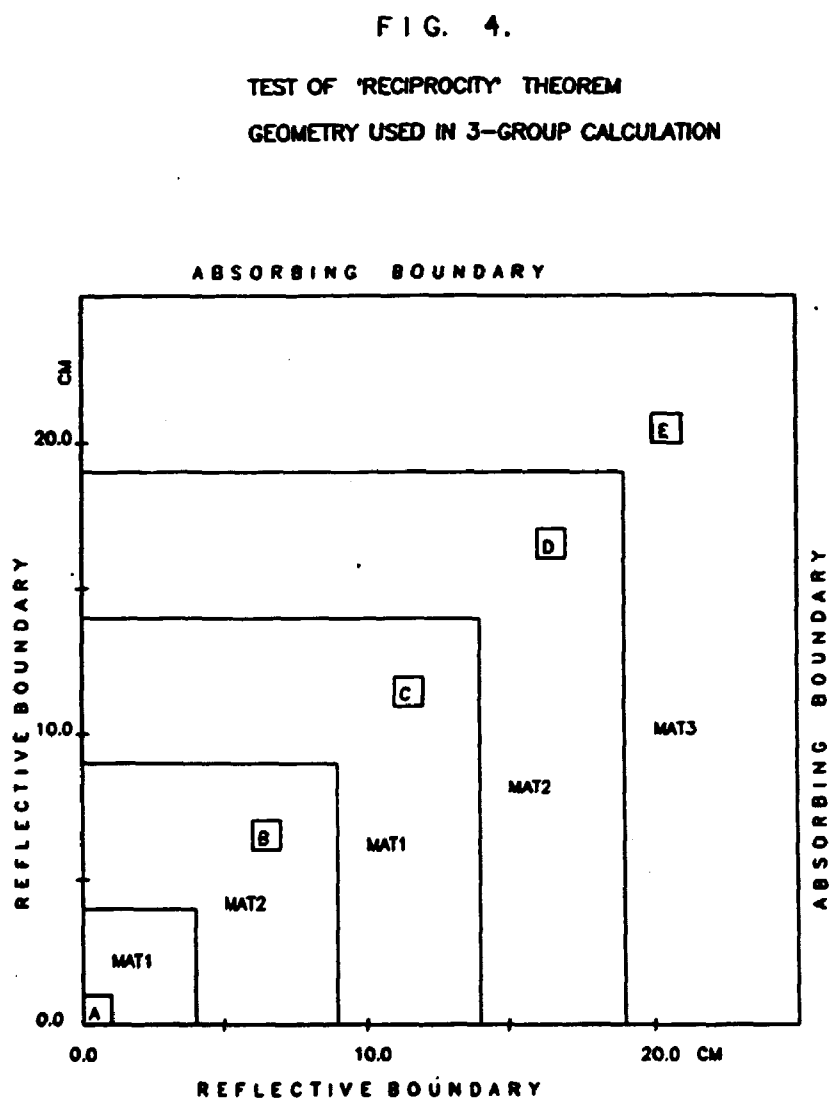 FIG. 4.
TEST OF 'RECIPROCITY' THEOREM
GEOMETRY USED IN 3-GROUP CALCULATION
ABSORBING BOUNDARY
CM
20.0
E
D
REFLECTIVE BOUNDARY
ABSORBING BOUNDARY
C
10.0
MAT3
MAT2
B
MAT1
MAT2
MAT1
A
0.0
0.0
10.0
20.0 CM
REFLECTIVE BOUNDARY